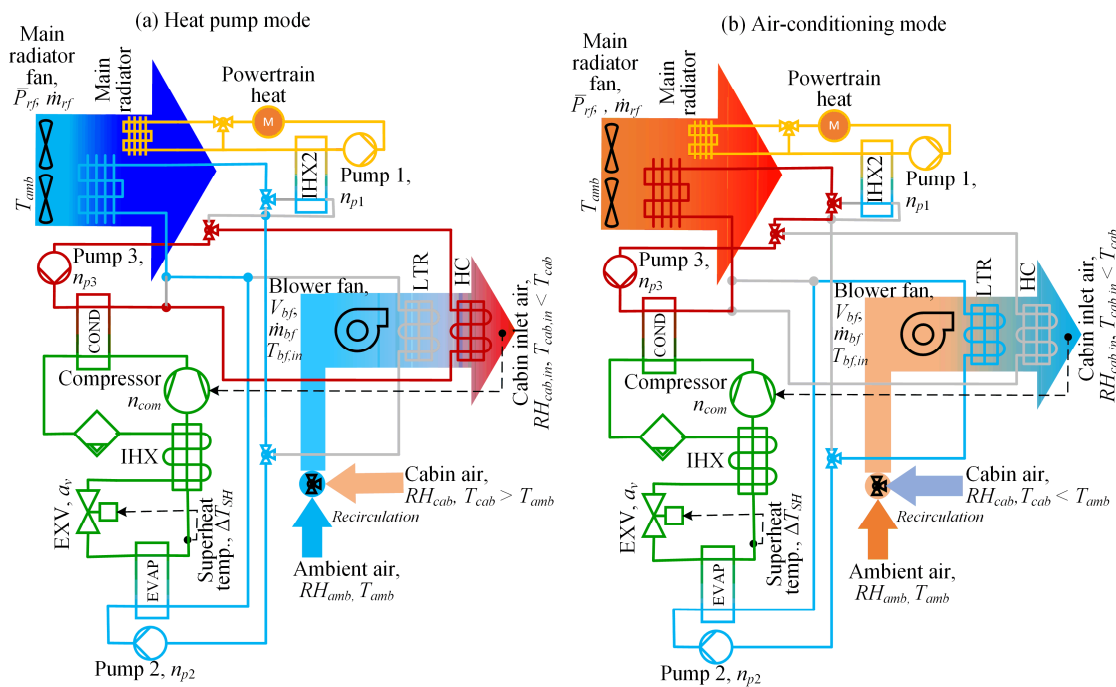 (a) Heat pump mode
Main
radiator
fan,
P̅rf, ṁrf
Main
radiator
Powertrain
heat
M
Pump 1,
np1
IHX2
Tamb
Pump 3,
np3
COND
Blower fan,
Vbf,
ṁbf
Tbf,in
LTR
HC
Cabin inlet air,
RHcab,in, Tcab,in < Tcab
Compressor
ncom
IHX
EXV, av
Superheat
temp., ΔTSH
Cabin air,
RHcab, Tcab > Tamb
Recirculation
EVAP
Ambient air,
RHamb, Tamb
Pump 2, np2
(b) Air-conditioning mode
Main
radiator
fan,
P̅rf, , ṁrf
Main
radiator
Powertrain
heat
M
Pump 1,
np1
IHX2
Tamb
Pump 3,
np3
COND
Blower fan,
Vbf,
ṁbf
Tbf,in
LTR
HC
Cabin inlet air,
RHcab,in, Tcab,in < Tcab
Compressor
ncom
IHX
EXV, av
Superheat
temp., ΔTSH
Cabin air,
RHcab, Tcab < Tamb
Recirculation
EVAP
Ambient air,
RHamb, Tamb
Pump 2, np2